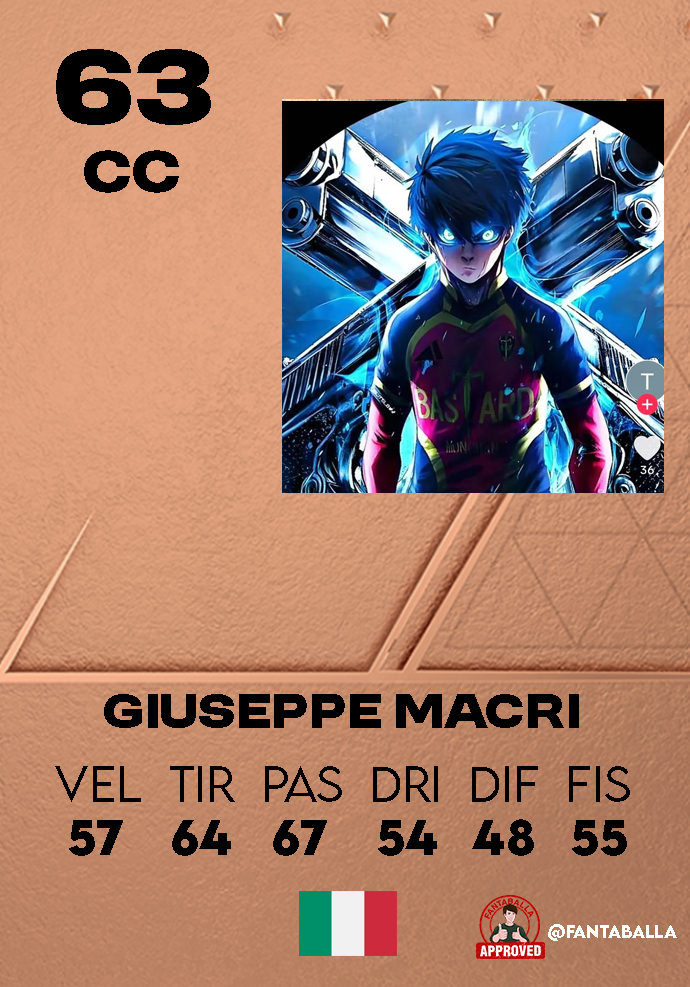 63
CC
BASTARD
T
+
36
GIUSEPPE MACRI
VEL TIR PAS DRI DIF FIS
57 64 67 54 48 55
FANTABALLA
APPROVED
@FANTABALLA